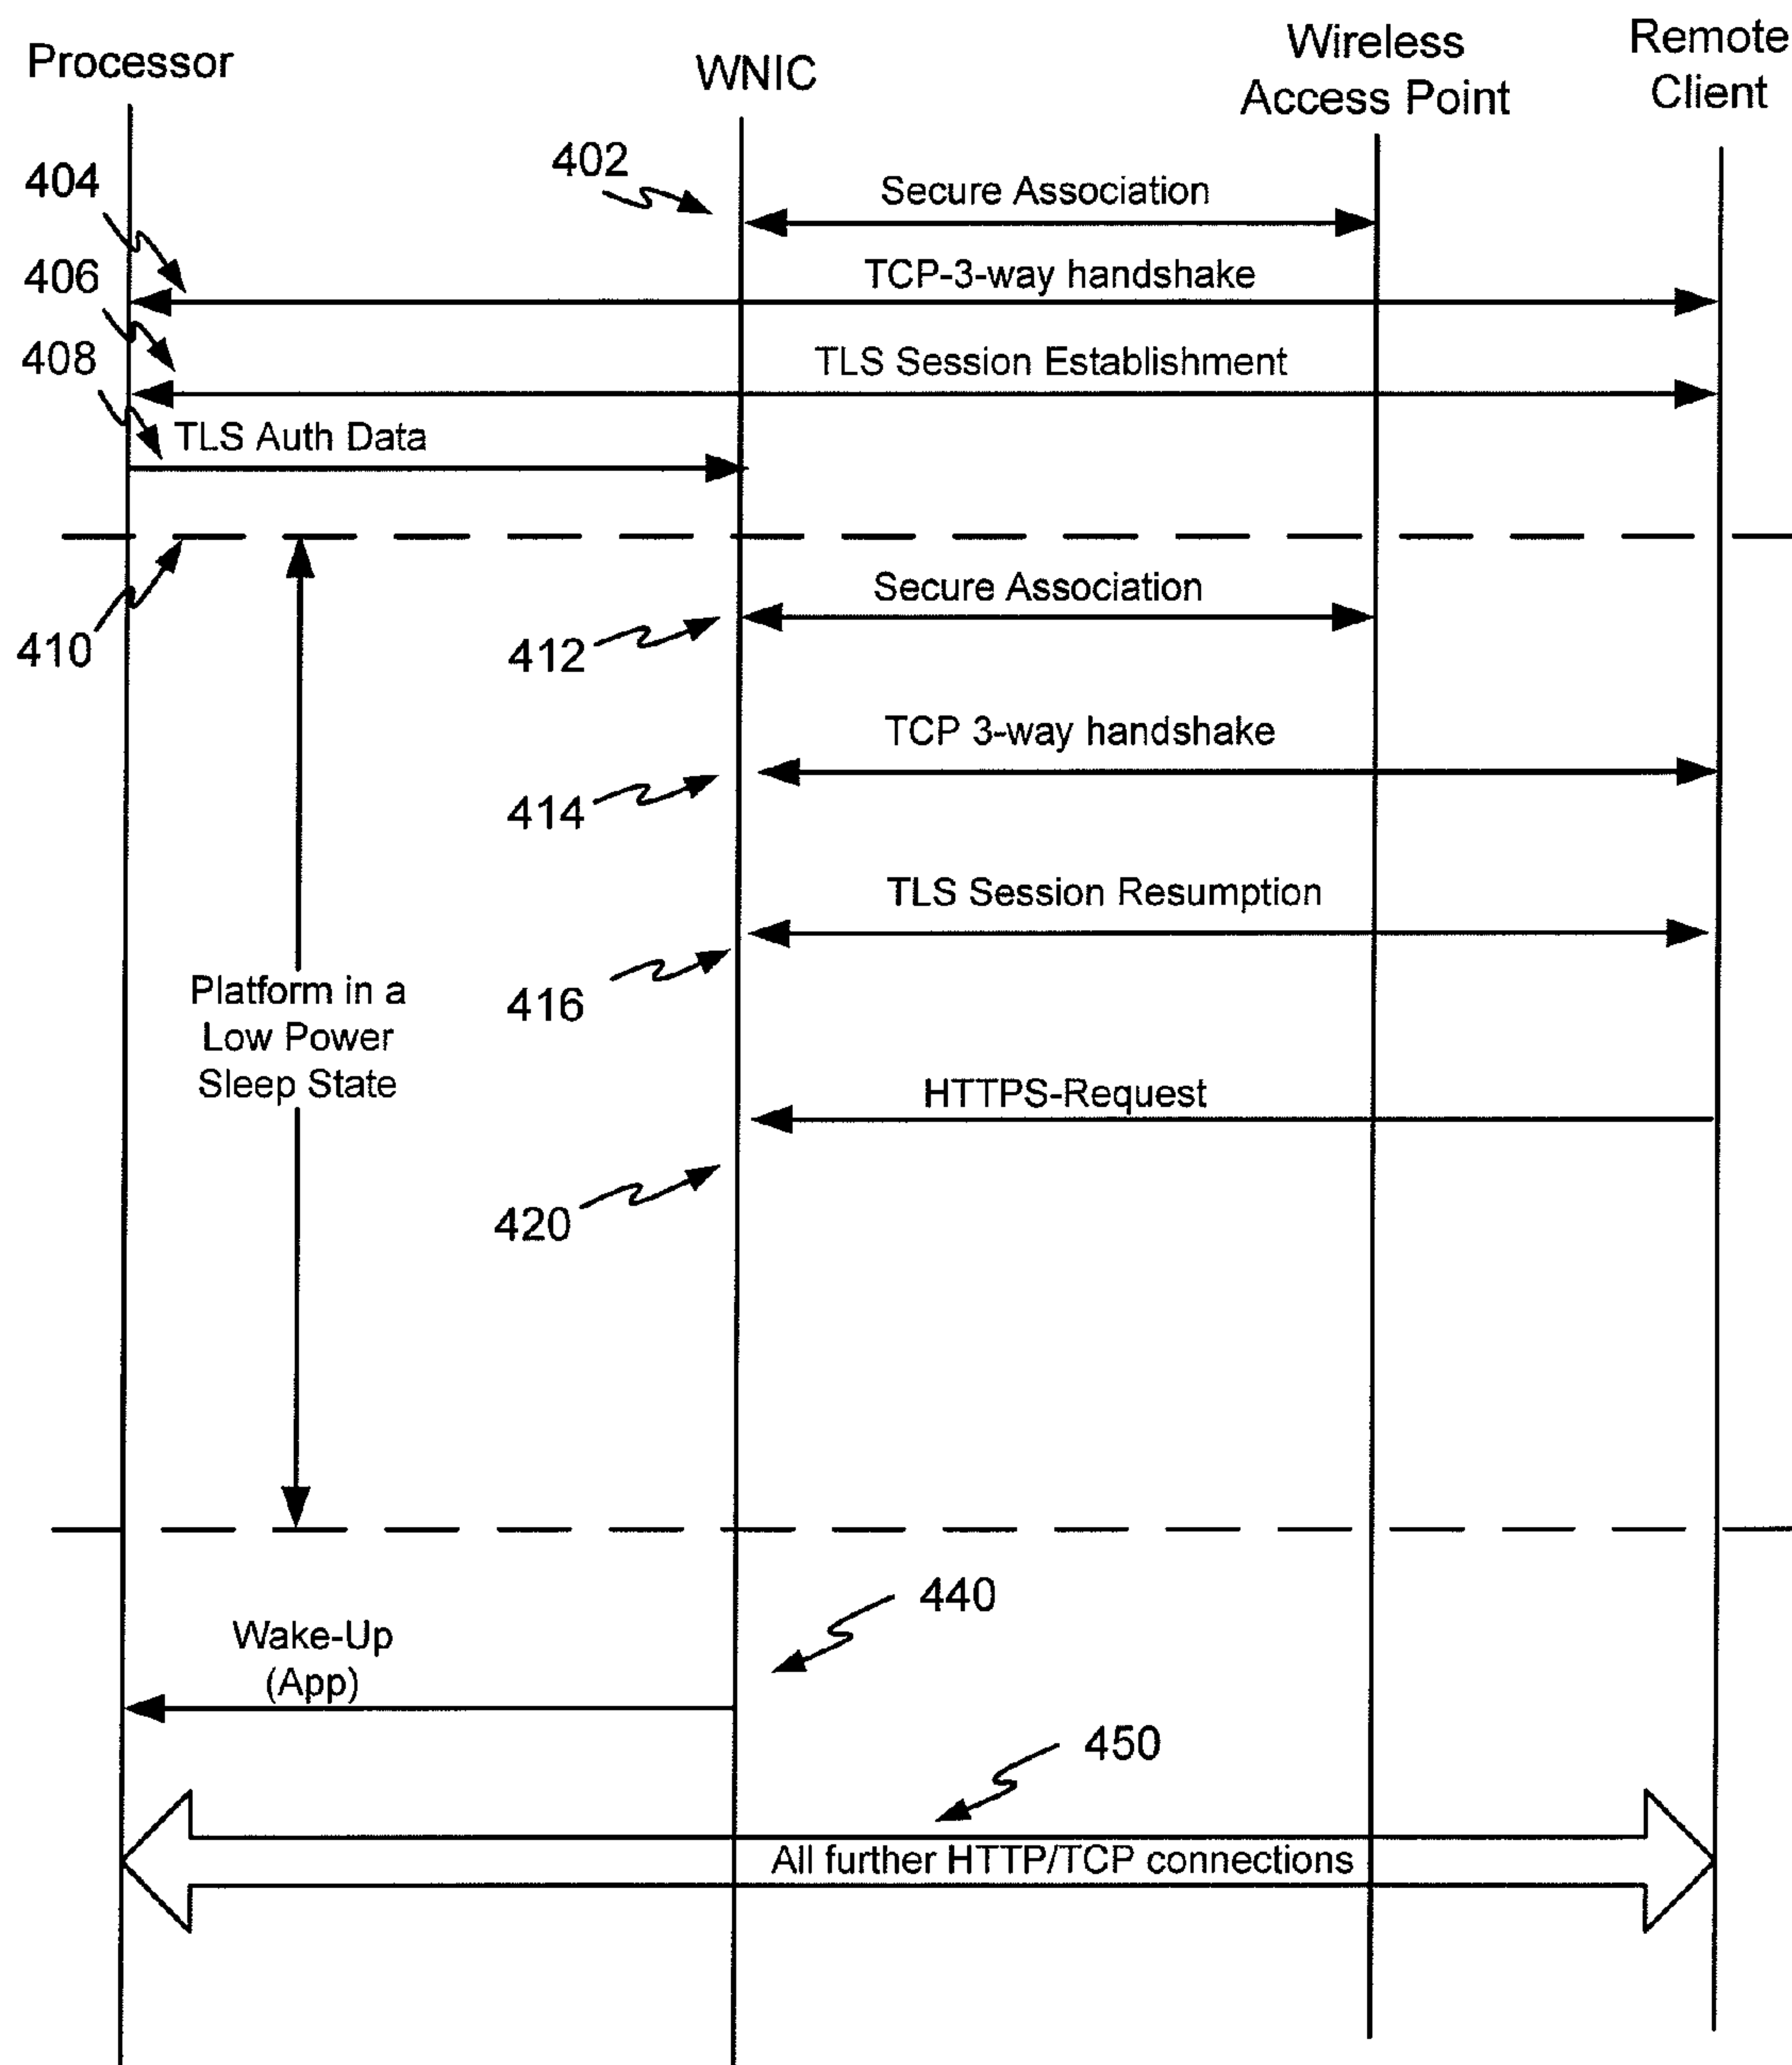 Processor
WNIC
Wireless
Access Point
Remote
Client
402
404
Secure Association
406
TCP-3-way handshake
408
TLS Session Establishment
TLS Auth Data
410
Secure Association
412
TCP 3-way handshake
414
TLS Session Resumption
416
Platform in a
Low Power
Sleep State
HTTPS-Request
420
440
Wake-Up
(App)
450
All further HTTP/TCP connections